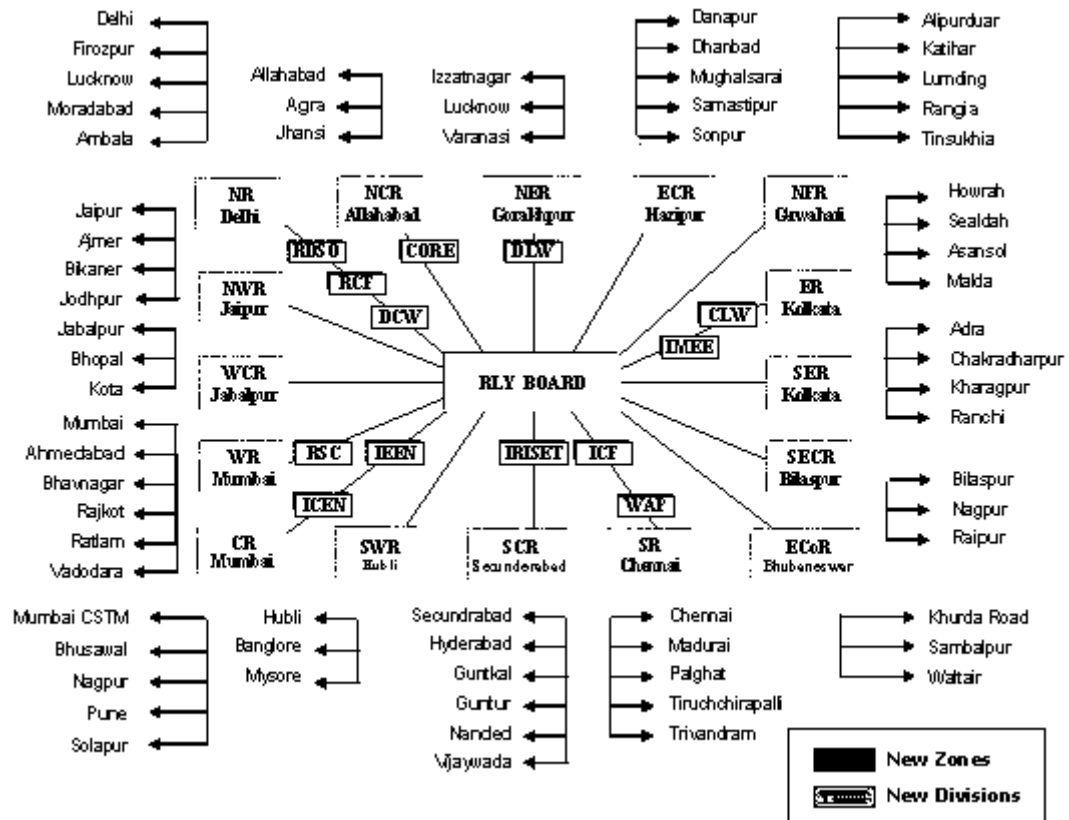 Delhi
Firozpur
Lucknow
Moradabad
Ambala
Allahabad
Agra
Jhansi
Izzatnagar
Lucknow
Varanasi
Danapur
Dhanbad
Mughalsarai
Samastipur
Sonpur
Alipurduar
Katihar
Lumding
Rangia
Tinsukhia
NR
Delhi
NCR
Allahabad
NER
Gorakhpur
ECR
Hazipur
NFR
Guwahati
Jaipur
Ajmer
Bikaner
Jodhpur
Howrah
Sealdah
Asansol
Malda
RDSO
CORE
DLW
RCF
DCW
CLW
IMEE
NWR
Jaipur
ER
Kolkata
Jabalpur
Bhopal
Kota
WCR
Jabalpur
RLY BOARD
SER
Kolkata
Adra
Chakradharpur
Kharagpur
Ranchi
Mumbai
Ahmedabad
Bhavnagar
Rajkot
Ratlam
Vadodara
WR
Mumbai
RSC
IEEN
IRISET
ICF
SECR
Bilaspur
ICEN
WAP
Bilaspur
Nagpur
Raipur
CR
Mumbai
SWR
Hubli
SCR
Secunderabad
SR
Chennai
ECoR
Bhubaneswar
Mumbai CSTM
Bhusawal
Nagpur
Pune
Solapur
Hubli
Banglore
Mysore
Secundrabad
Hyderabad
Guntkal
Guntur
Nanded
Vijaywada
Chennai
Madurai
Palghat
Tiruchchirapalli
Trivandram
Khurda Road
Sambalpur
Waltair
New Zones
New Divisions